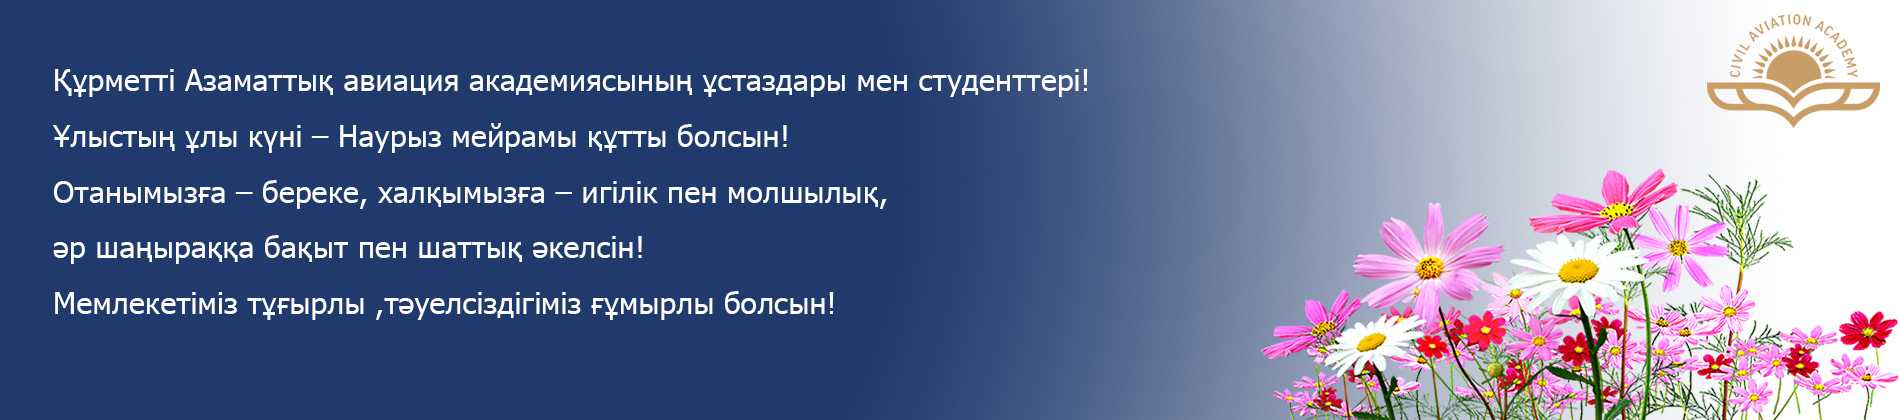 Құрметті Азаматтық авиация академиясының ұстаздары мен студенттері!
Ұлыстың ұлы күні – Наурыз мейрамы құтты болсын!
Отанымызға – береке, халқымызға – игілік пен молшылық,
әр шаңыраққа бақыт пен шаттық әкелсін!
Мемлекетіміз тұғырлы ,тәуелсіздігіміз ғұмырлы болсын!
CIVIL AVIATION ACADEMY